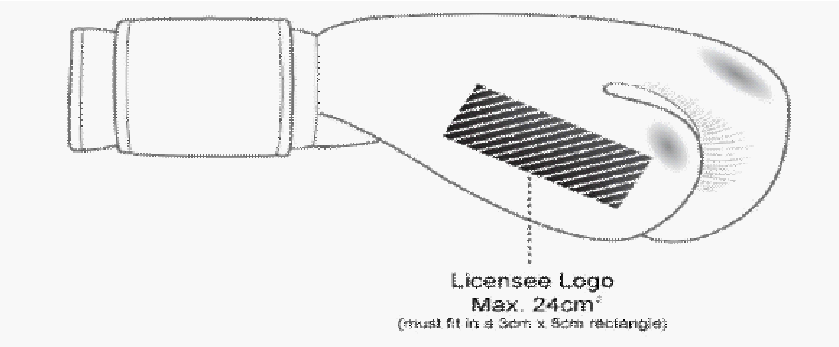 Licensee Logo
Max. 24cm²
(must fit in a 3cm x 8cm rectangle)